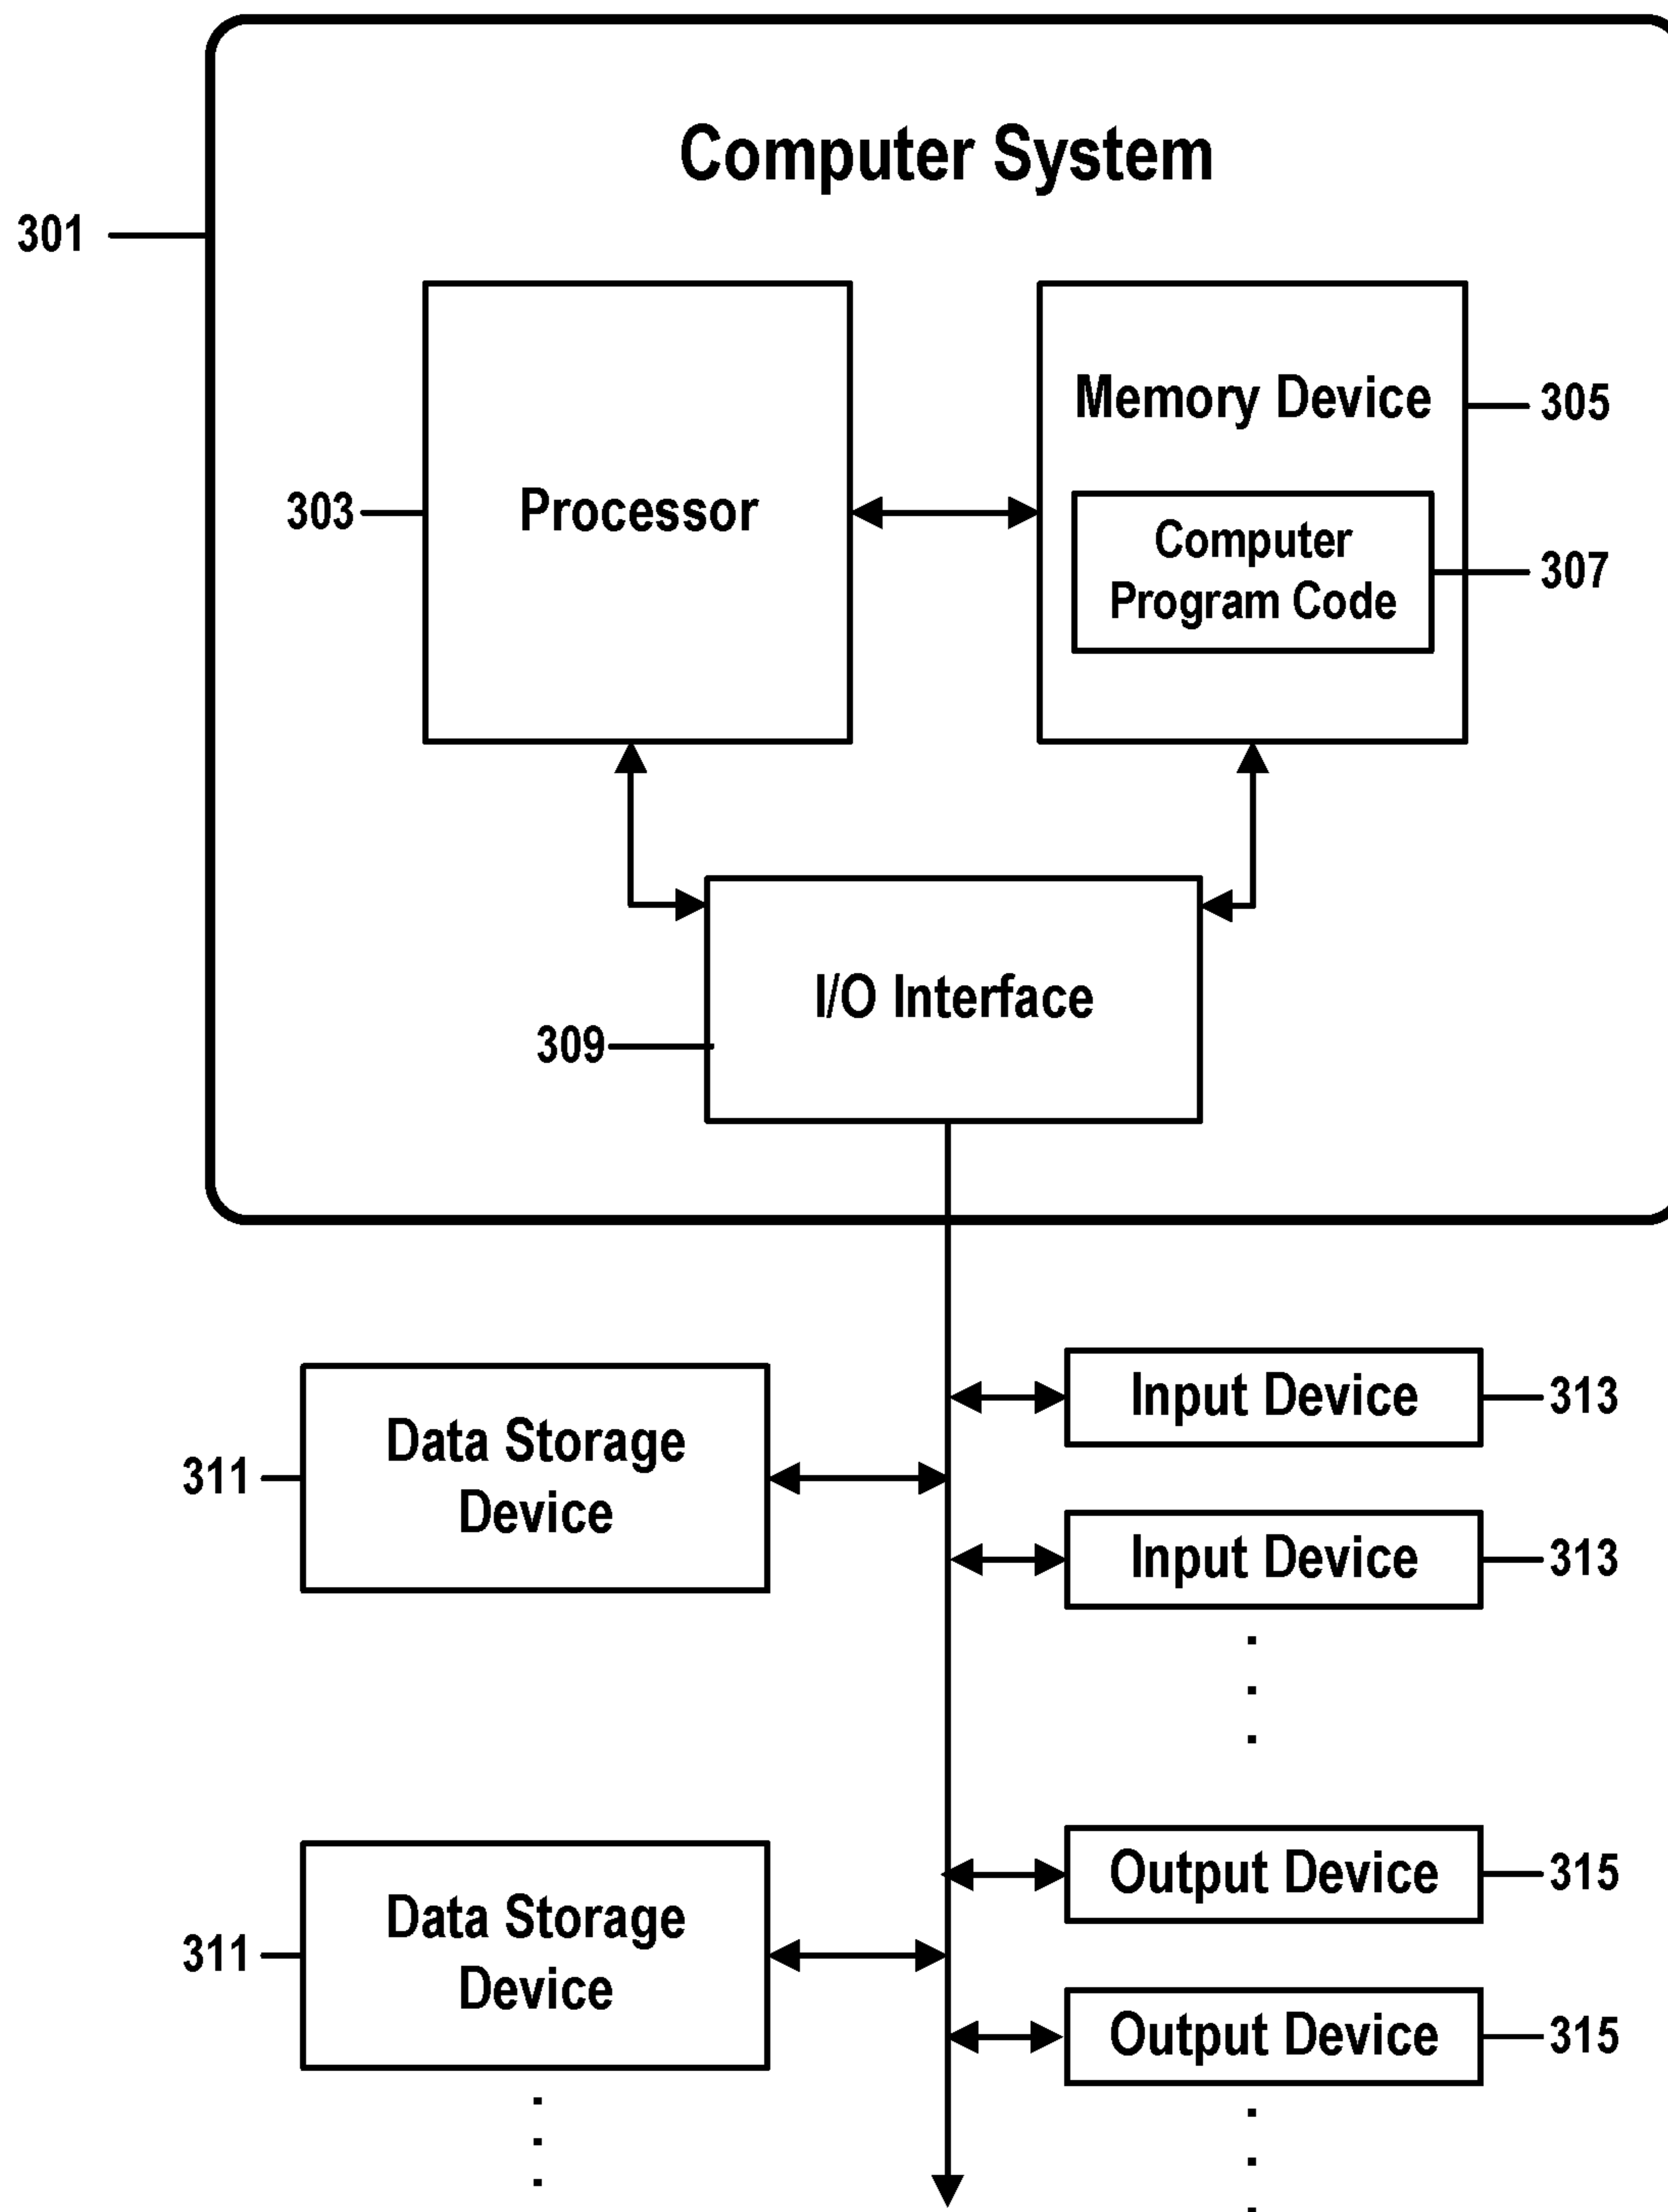 Computer System
301
Processor
303
Memory Device
305
Computer
Program Code
307
I/O Interface
309
Data Storage
Device
311
Input Device
313
Input Device
313
Data Storage
Device
311
Output Device
315
Output Device
315